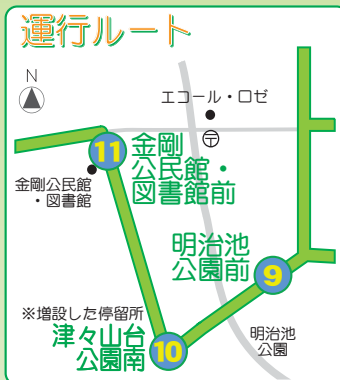 運行ルート
N
エコール・ロゼ
〒
11
金剛
公民館・
図書館前
金剛公民館
・図書館
明治池
公園前
9
※増設した停留所
津々山台
公園南
10
明治池
公園